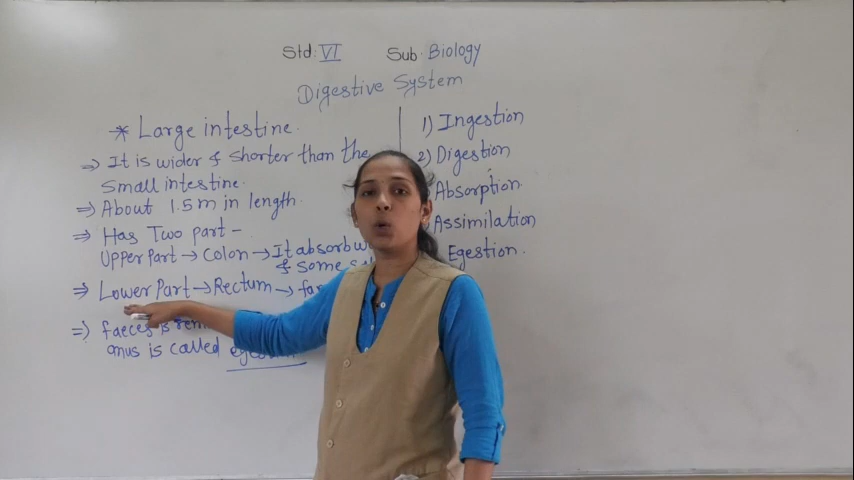 Std: VI Sub: Biology
Digestive System
* Large intestine.
⇒ It is wider & shorter than the
small intestine.
⇒ About 1.5 m in length.
⇒ Has Two part –
Upper Part → Colon → It absorb
& some
⇒ Lower Part → Rectum →
⇒ faeces is
anus is called
1) Ingestion
2) Digestion
Absorption
Assimilation
Egestion.